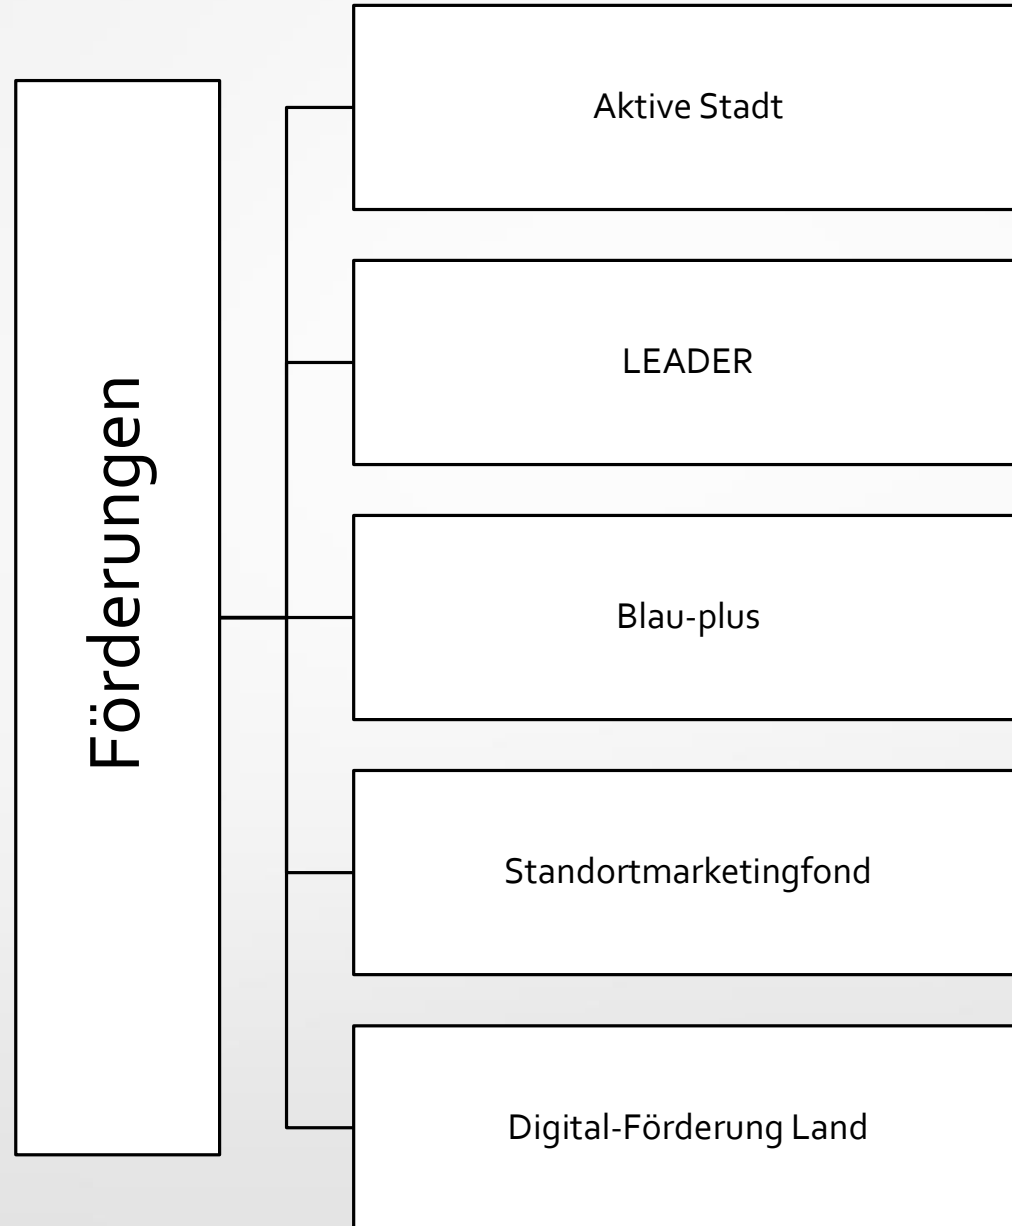 Förderungen
Aktive Stadt
LEADER
Blau-plus
Standortmarketingfond
Digital-Förderung Land